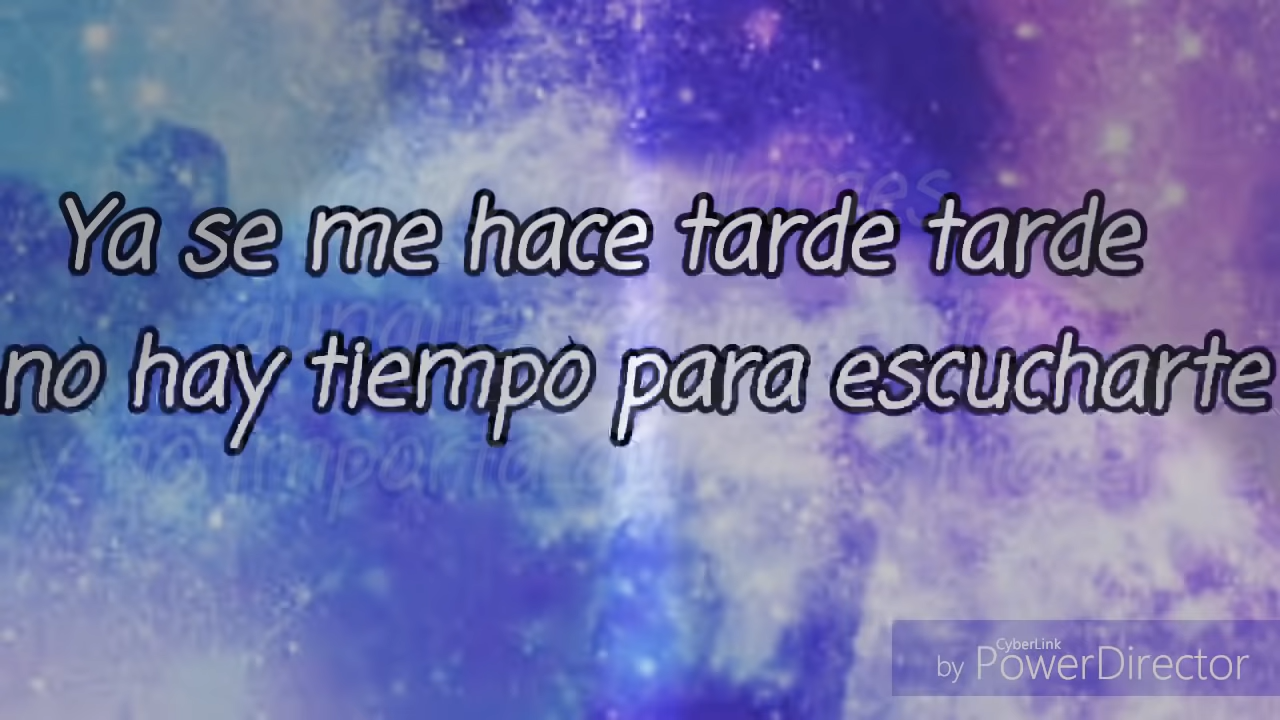 Ya se me hace tarde tarde
no hay tiempo para escucharte
CyberLink
by PowerDirector